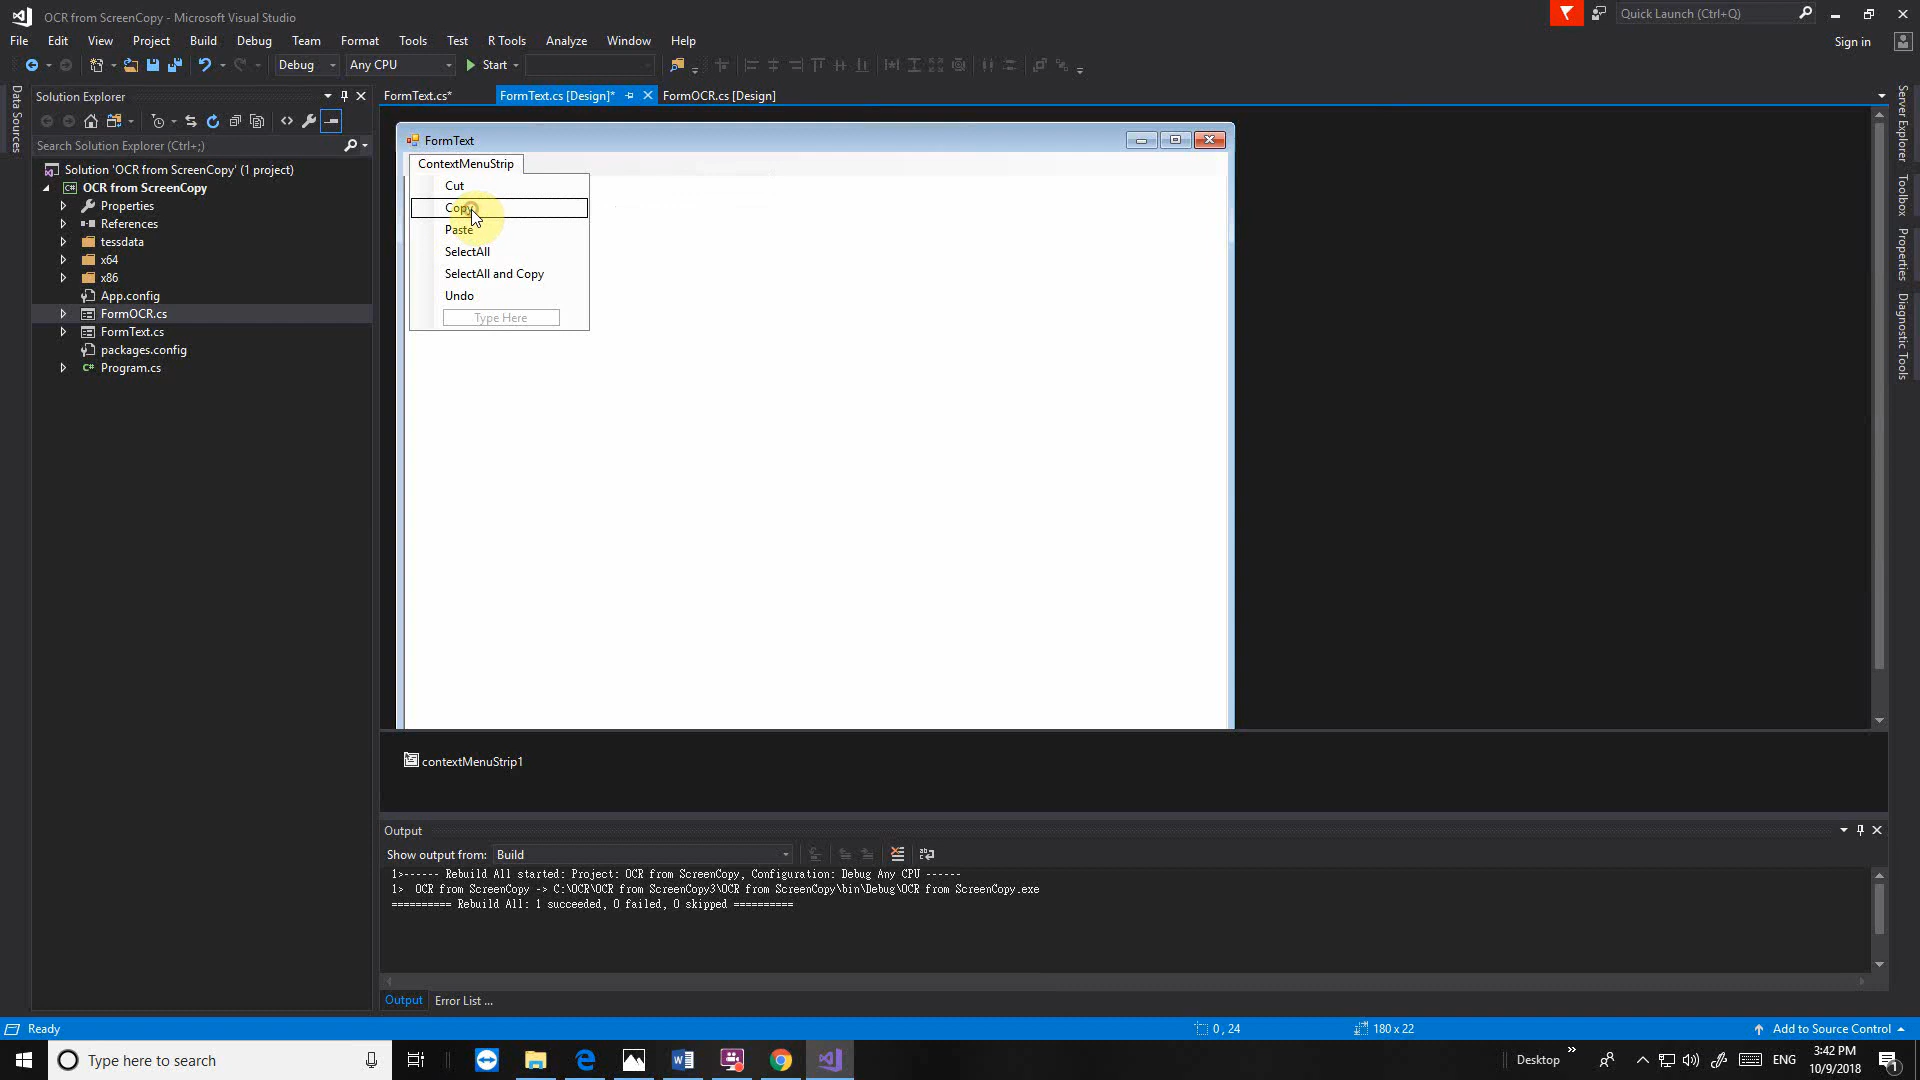 OCR from ScreenCopy - Microsoft Visual Studio
Quick Launch (Ctrl+Q)
File Edit View Project Build Debug Team Format Tools Test R Tools Analyze Window Help
Sign in
Debug Any CPU Start
Data Sources
Solution Explorer
Search Solution Explorer (Ctrl+;)
Solution 'OCR from ScreenCopy' (1 project)
OCR from ScreenCopy
Properties
References
tessdata
x64
x86
App.config
FormOCR.cs
FormText.cs
packages.config
Program.cs
FormText.cs* FormText.cs [Design]* FormOCR.cs [Design]
FormText
ContextMenuStrip
Cut
Copy
Paste
SelectAll
SelectAll and Copy
Undo
Type Here
contextMenuStrip1
Server Explorer
Toolbox
Properties
Diagnostic Tools
Output
Show output from: Build
1>------ Rebuild All started: Project: OCR from ScreenCopy, Configuration: Debug Any CPU ------
1>  OCR from ScreenCopy -> C:\OCR\OCR from ScreenCopy3\OCR from ScreenCopy\bin\Debug\OCR from ScreenCopy.exe
========== Rebuild All: 1 succeeded, 0 failed, 0 skipped ==========
Output Error List ...
Ready
0 , 24
180 x 22
Add to Source Control
Type here to search
Desktop
ENG
3:42 PM
10/9/2018
1